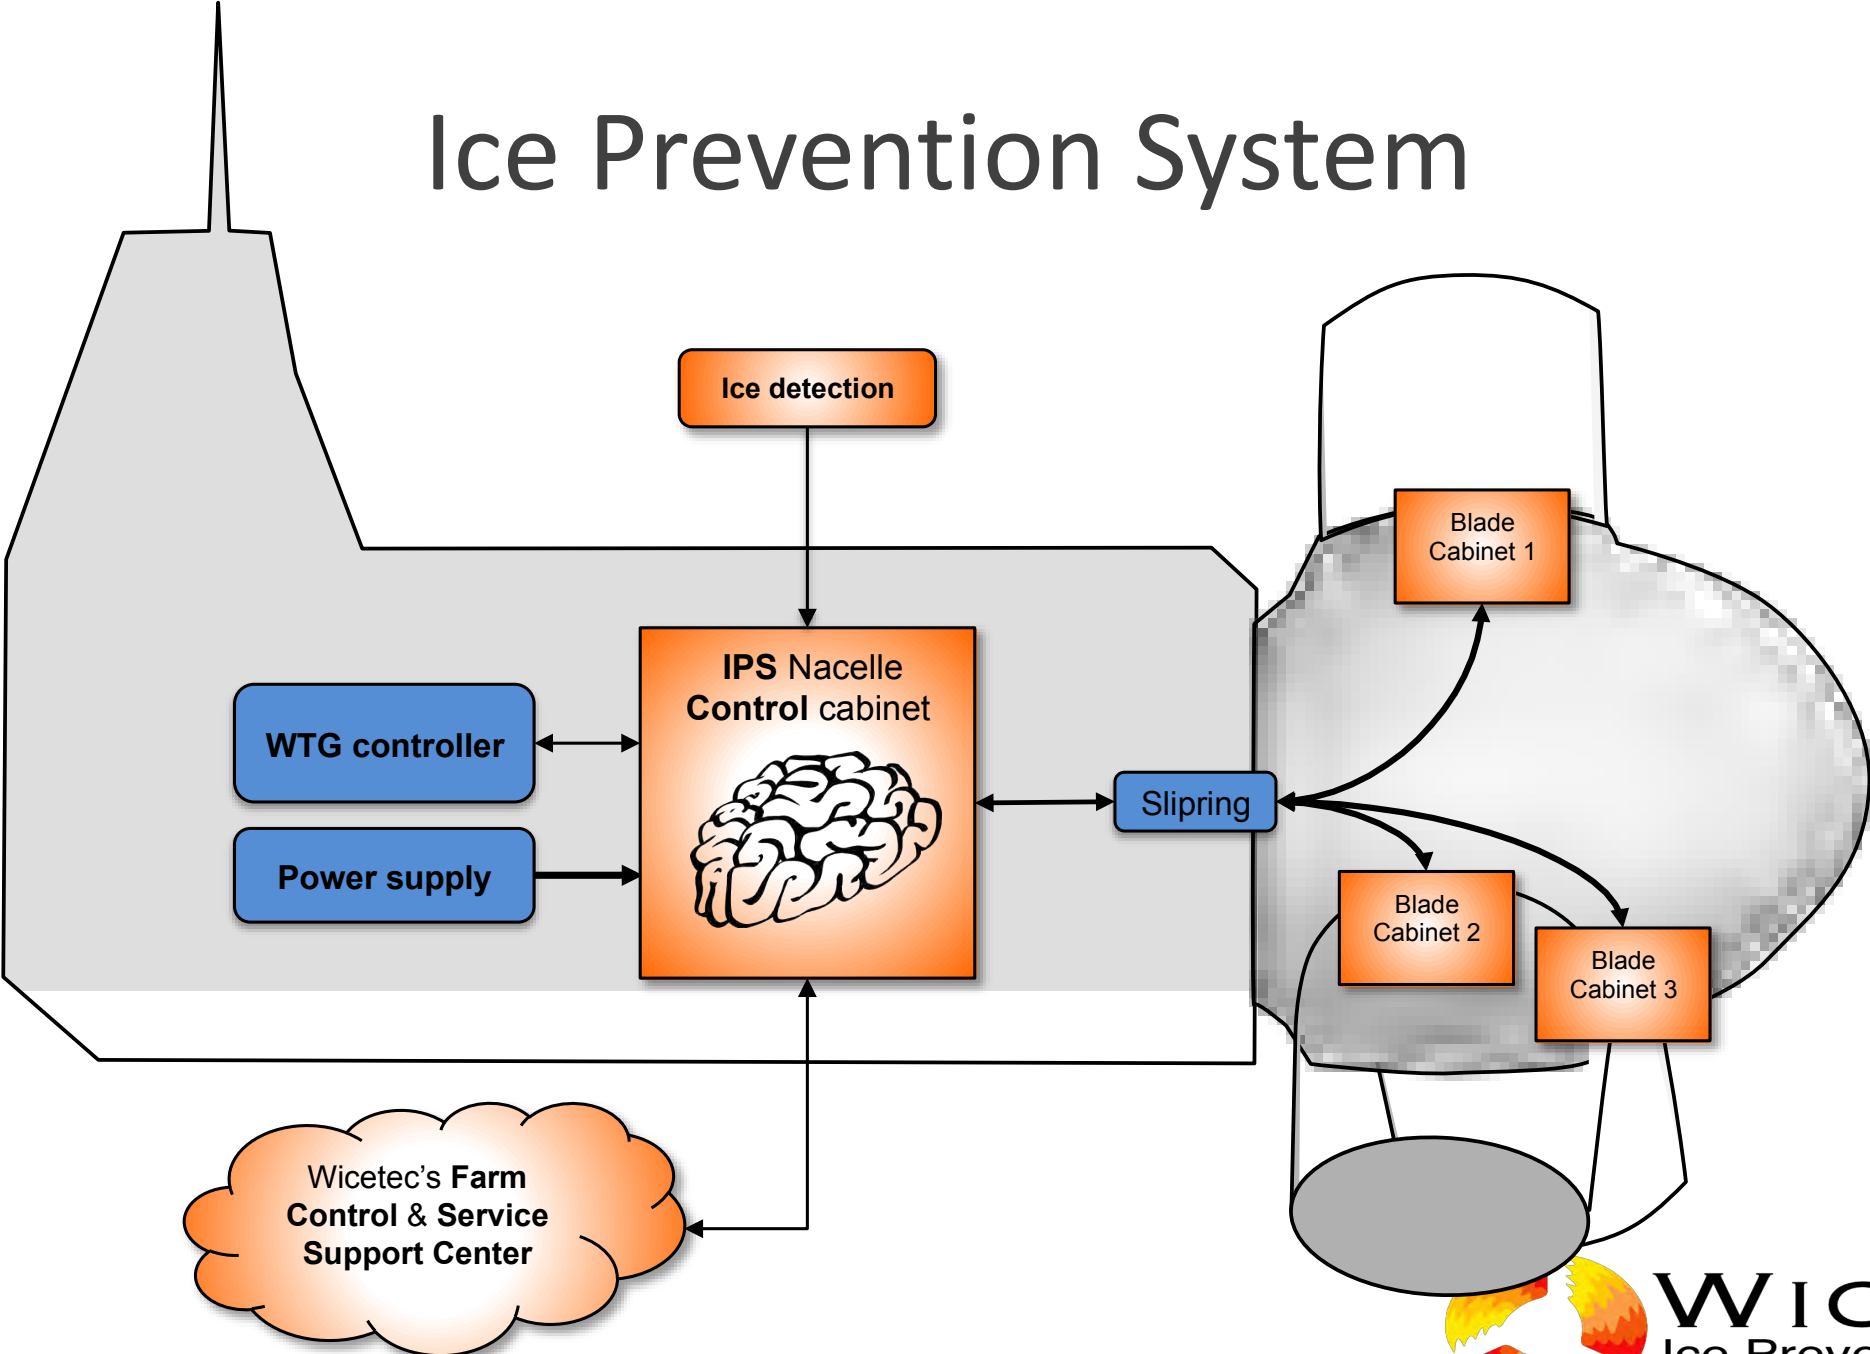 Ice Prevention System
Ice detection
Blade
Cabinet 1
IPS Nacelle
Control cabinet
WTG controller
Slipring
Power supply
Blade
Cabinet 2
Blade
Cabinet 3
Wicetec’s Farm
Control & Service
Support Center
WIC